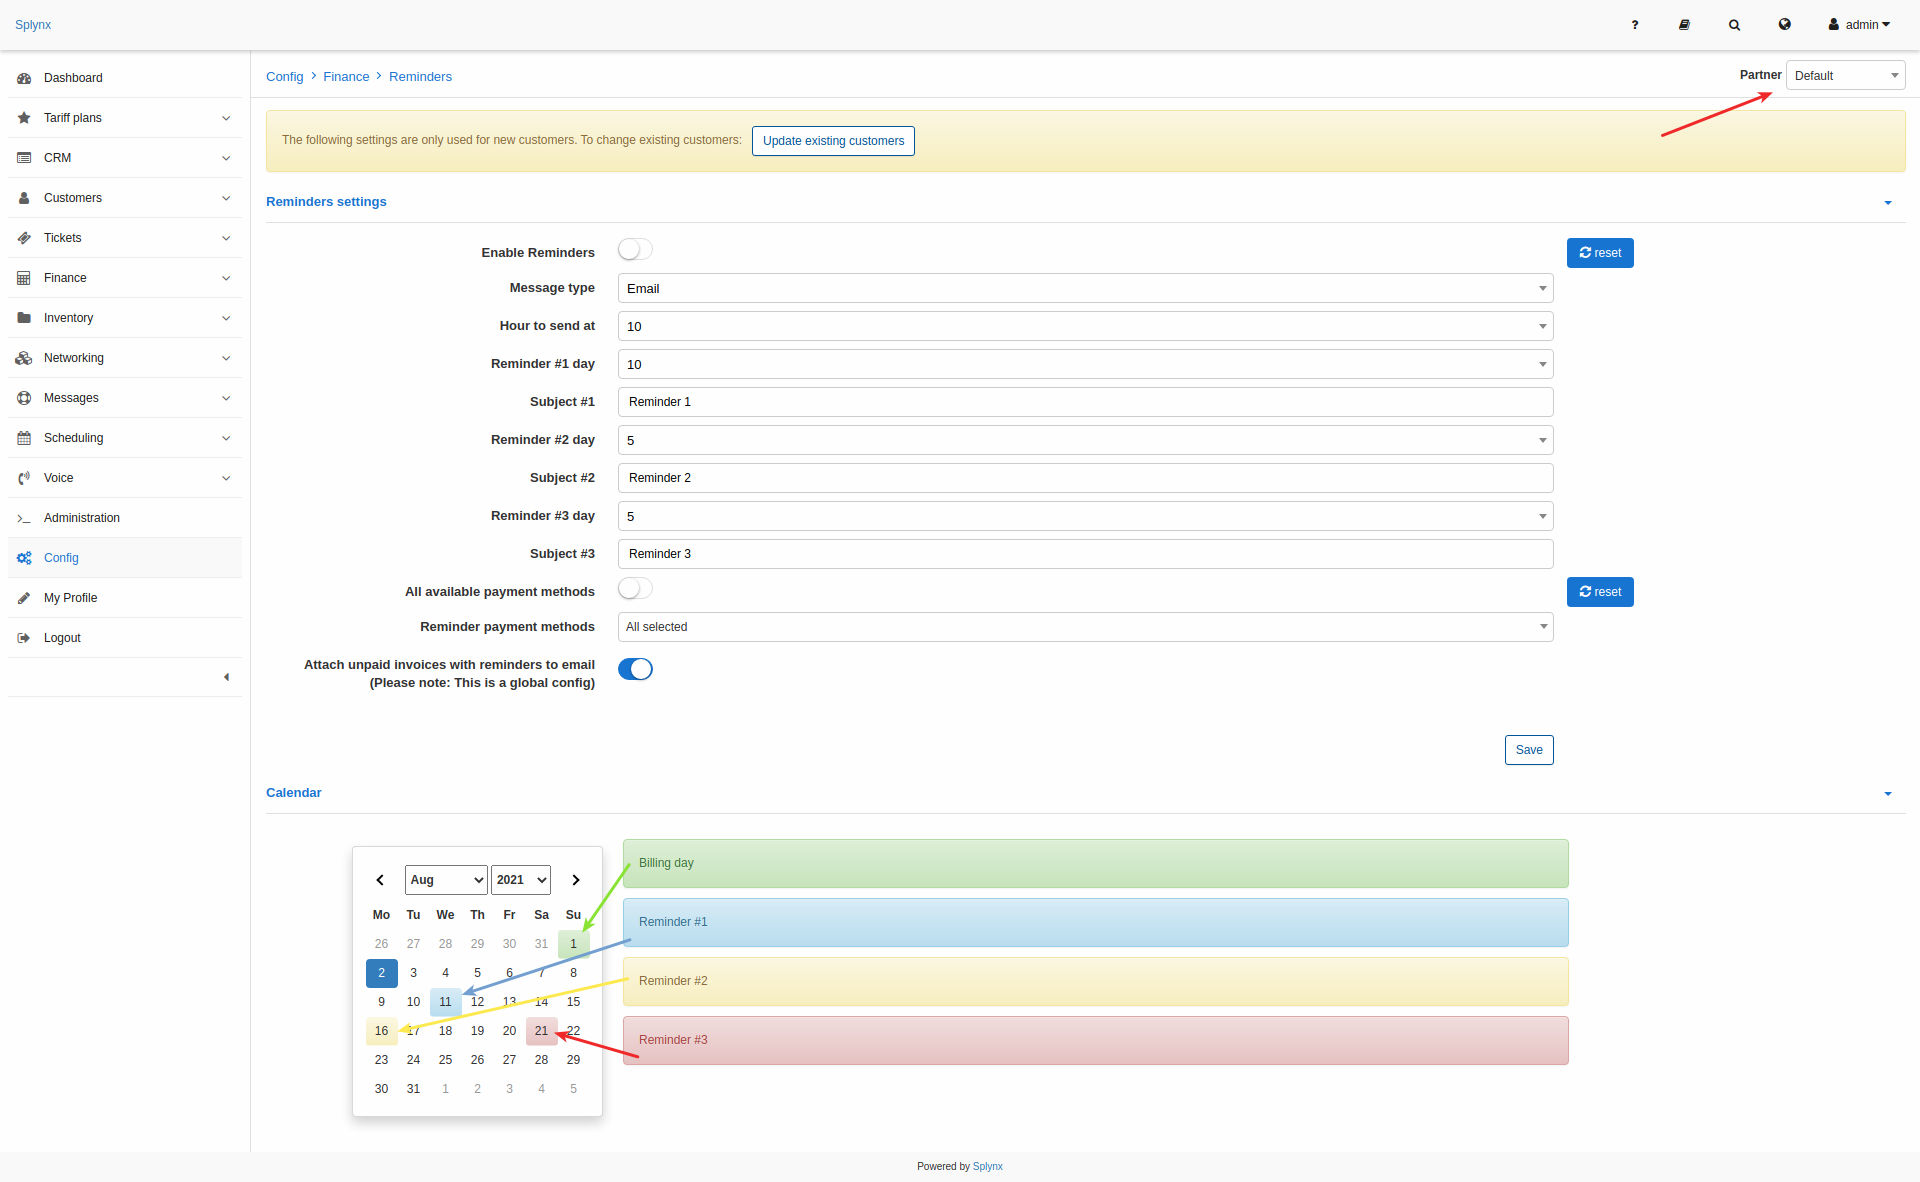 Splynx
?
admin
Dashboard
Tariff plans
CRM
Customers
Tickets
Finance
Inventory
Networking
Messages
Scheduling
Voice
Administration
Config
My Profile
Logout
Config > Finance > Reminders
Partner Default
The following settings are only used for new customers. To change existing customers: Update existing customers
Reminders settings
Enable Reminders reset
Message type Email
Hour to send at 10
Reminder #1 day 10
Subject #1 Reminder 1
Reminder #2 day 5
Subject #2 Reminder 2
Reminder #3 day 5
Subject #3 Reminder 3
All available payment methods reset
Reminder payment methods All selected
Attach unpaid invoices with reminders to email
(Please note: This is a global config)
Save
Calendar
Aug 2021
Mo Tu We Th Fr Sa Su
26 27 28 29 30 31 1
2 3 4 5 6 7 8
9 10 11 12 13 14 15
16 17 18 19 20 21 22
23 24 25 26 27 28 29
30 31 1 2 3 4 5
Billing day
Reminder #1
Reminder #2
Reminder #3
Powered by Splynx